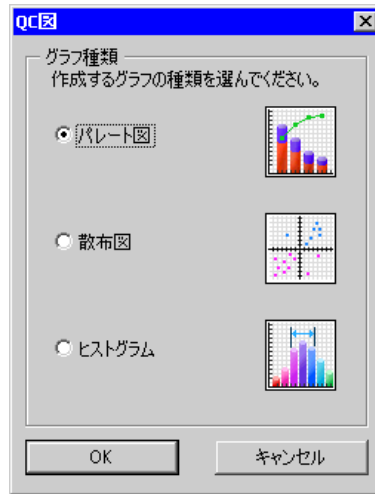 QC図
グラフ種類
作成するグラフの種類を選んでください。
パレート図
散布図
ヒストグラム
OK
キャンセル